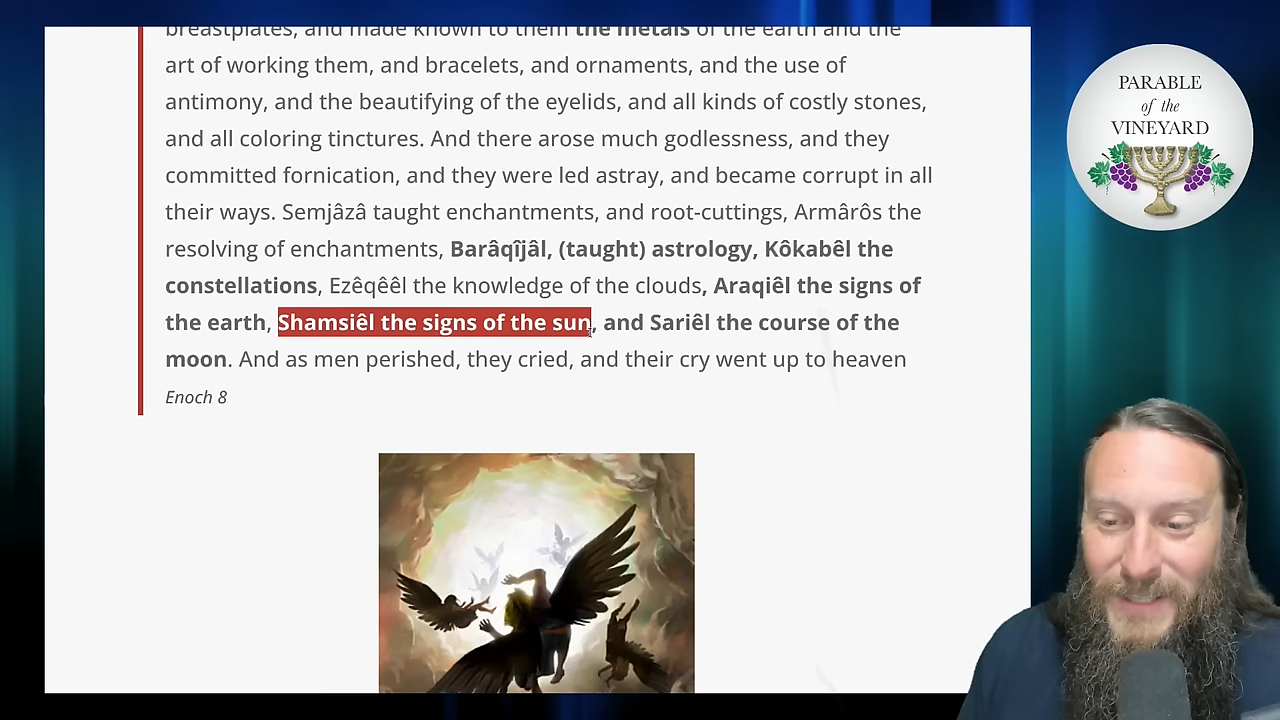 breastplates, and made known to them the metals of the earth and the
art of working them, and bracelets, and ornaments, and the use of
antimony, and the beautifying of the eyelids, and all kinds of costly stones,
and all coloring tinctures. And there arose much godlessness, and they
committed fornication, and they were led astray, and became corrupt in all
their ways. Semjâzâ taught enchantments, and root-cuttings, Armârôs the
resolving of enchantments, Barâqîjâl, (taught) astrology, Kôkabêl the
constellations, Ezêqêêl the knowledge of the clouds, Araqiêl the signs of
the earth, Shamsiêl the signs of the sun, and Sariêl the course of the
moon. And as men perished, they cried, and their cry went up to heaven
Enoch 8
PARABLE
of the
VINEYARD